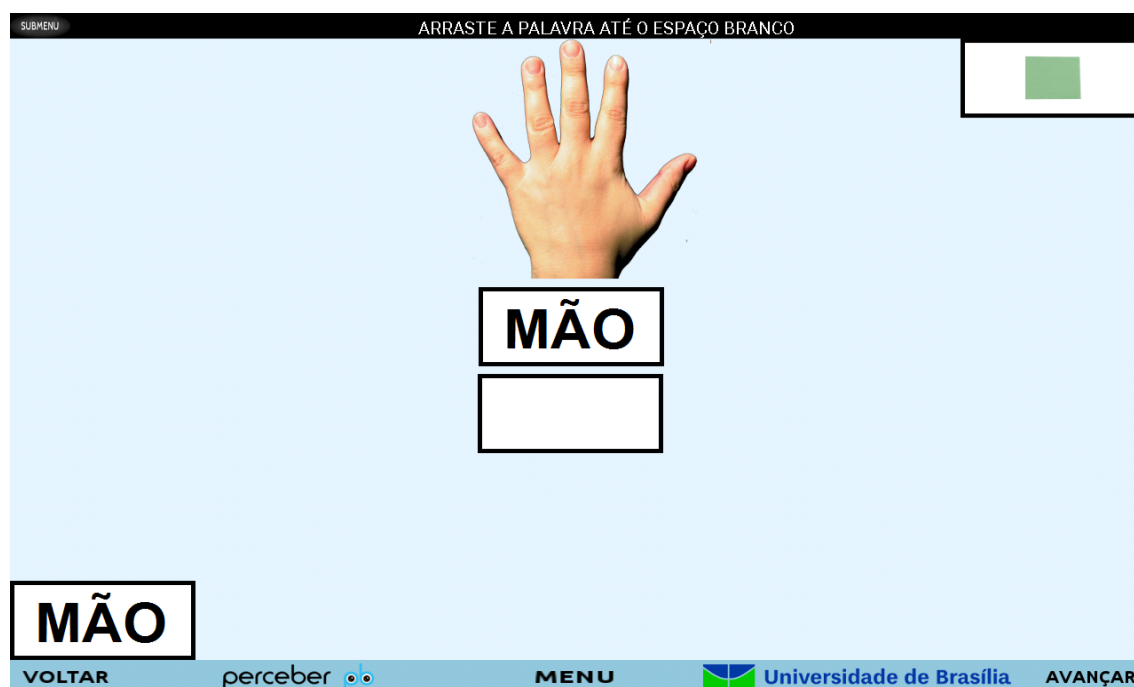 SUBMENU
ARRASTE A PALAVRA ATÉ O ESPAÇO BRANCO
MÃO
MÃO
VOLTAR perceber MENU Universidade de Brasília AVANÇAR